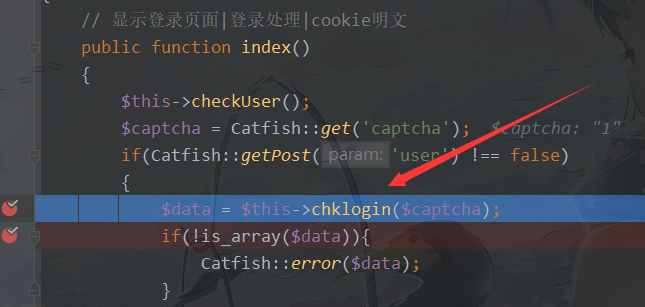 {
// 显示登录页面|登录处理|cookie明文
public function index()
{
$this->checkUser();
$captcha = Catfish::get('captcha'); $captcha: "1"
if(Catfish::getPost( param: 'user') !== false)
{
$data = $this->chklogin($captcha);
if(!is_array($data)){
Catfish::error($data);
}